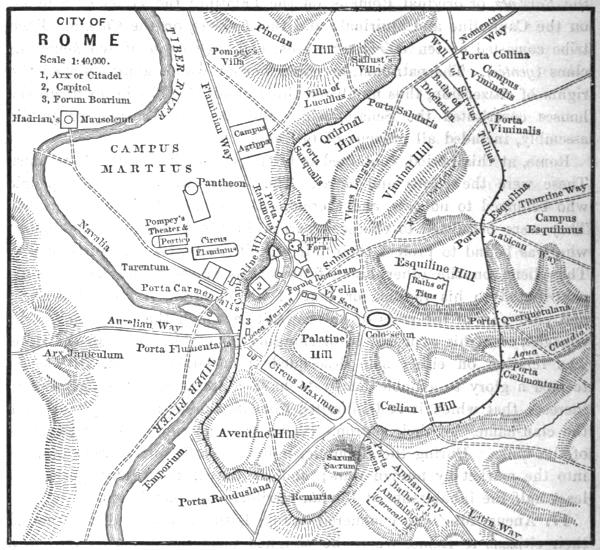 CITY OF
ROME
Scale 1:40,000.
1, Arx or Citadel
2, Capitol
3, Forum Boarium
Hadrian's
Mausoleum
TIBER RIVER
Pincian
Hill
Pompey's
Villa
Sallust's
Villa
Villa of
Lucullus
Flaminian Way
Nomentan
Way
Porta Collina
Wall of Servius Tullius
Campus
Viminalis
Baths of
Diocletian
Porta Salutaris
Porta
Viminalis
Campus
Agrippa
Quirinal
Hill
Porta
Sanqualis
Viminal Hill
Vicus Longus
CAMPUS
MARTIUS
Pantheon
Porta
Ratumena
Porta Esquilina
Tiburtine Way
Campus
Esquilinus
Labican Way
Pompey's
Theater &
Portico
Circus
Flaminius
Navalia
Tarentum
Capitoline Hill
1
2
3
Imperial
Fora
Subura
Forum Romanum
Velia
Via Sacra
Esquiline Hill
Baths of
Titus
Porta Carmentalis
Cloaca Maxima
Coloseum
Porta Querquetulana
Aurelian Way
Arx Janiculum
Porta Flumentana
Palatine
Hill
Aqua Claudia
Porta
Cælimontana
TIBER RIVER
Circus Maximus
Cælian Hill
Aventine Hill
Emporium
Saxum
Sacrum
Porta
Capena
Appian Way
Porta Rauduslana
Remuria
Baths of
Antoninus
Latin Way